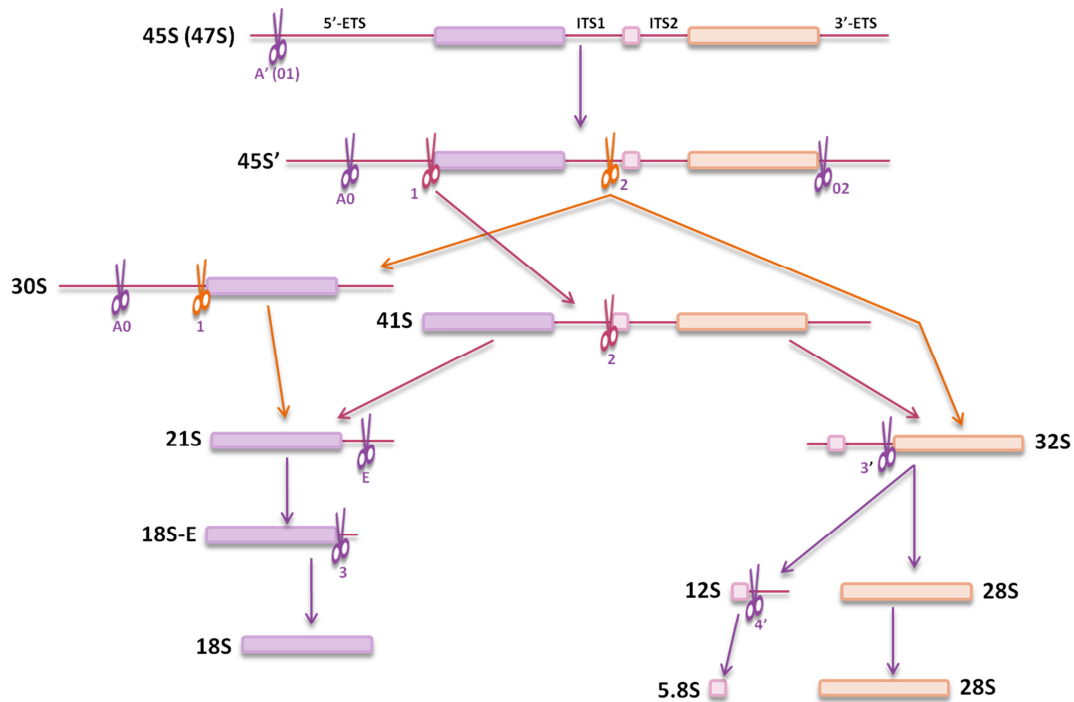 5’-ETS ITS1 ITS2 3’-ETS
45S (47S)
A’ (01)
45S’
A0 1 2 02
30S
A0 1
41S
2
21S
E
32S
3’
18S-E
3
12S
4’
28S
18S
5.8S
28S